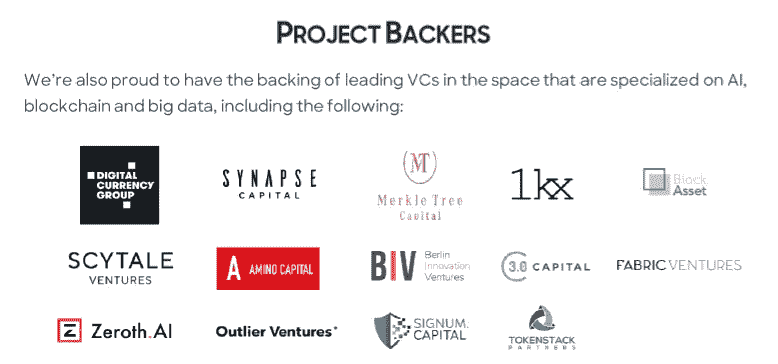 PROJECT BACKERS
We're also proud to have the backing of leading VCs in the space that are specialized on AI,
blockchain and big data, including the following:
DIGITAL
CURRENCY
GROUP
SYNAPSE
CAPITAL
MT
Merkle Tree
Capital
1kx
Block
Asset
SCYTALE
VENTURES
A AMINO CAPITAL
BIV Berlin
Innovation
Ventures
3.0 CAPITAL
FABRIC VENTURES
Z Zeroth.AI
Outlier Ventures
SIGNUM.
CAPITAL
TOKENSTACK
PARTNERS